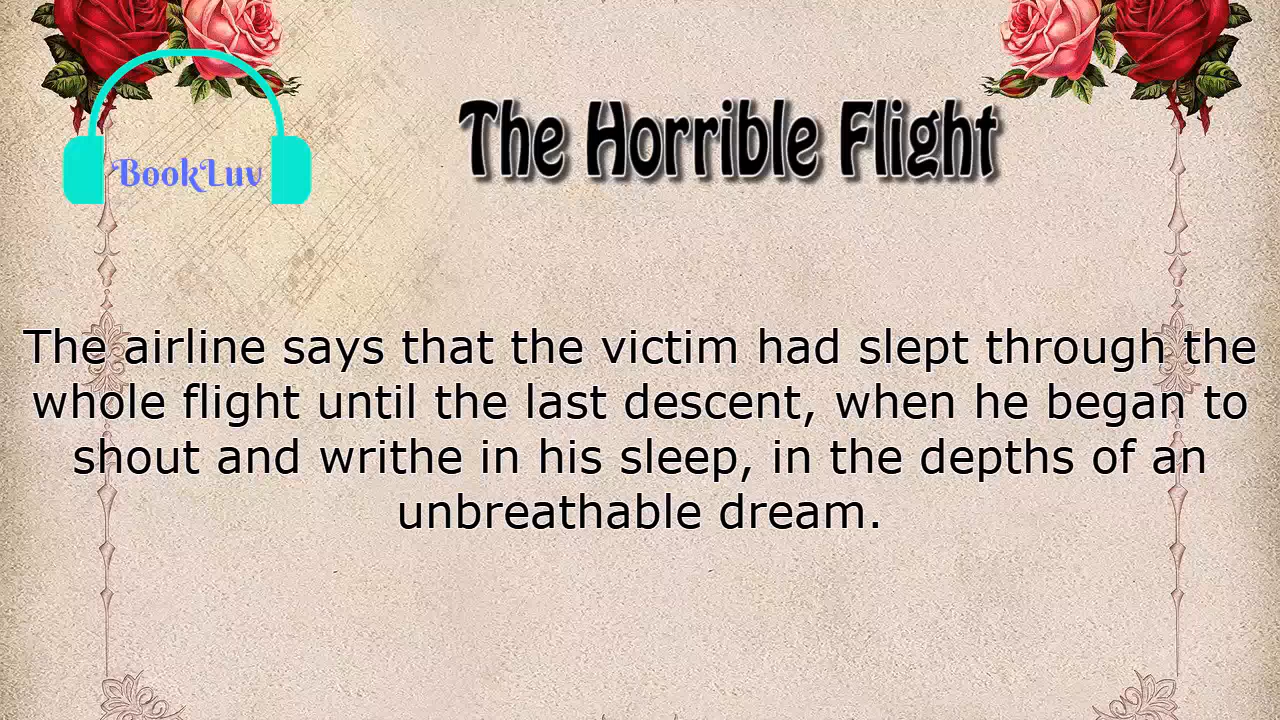 The Horrible Flight
BookLuv
The airline says that the victim had slept through the
whole flight until the last descent, when he began to
shout and writhe in his sleep, in the depths of an
unbreathable dream.